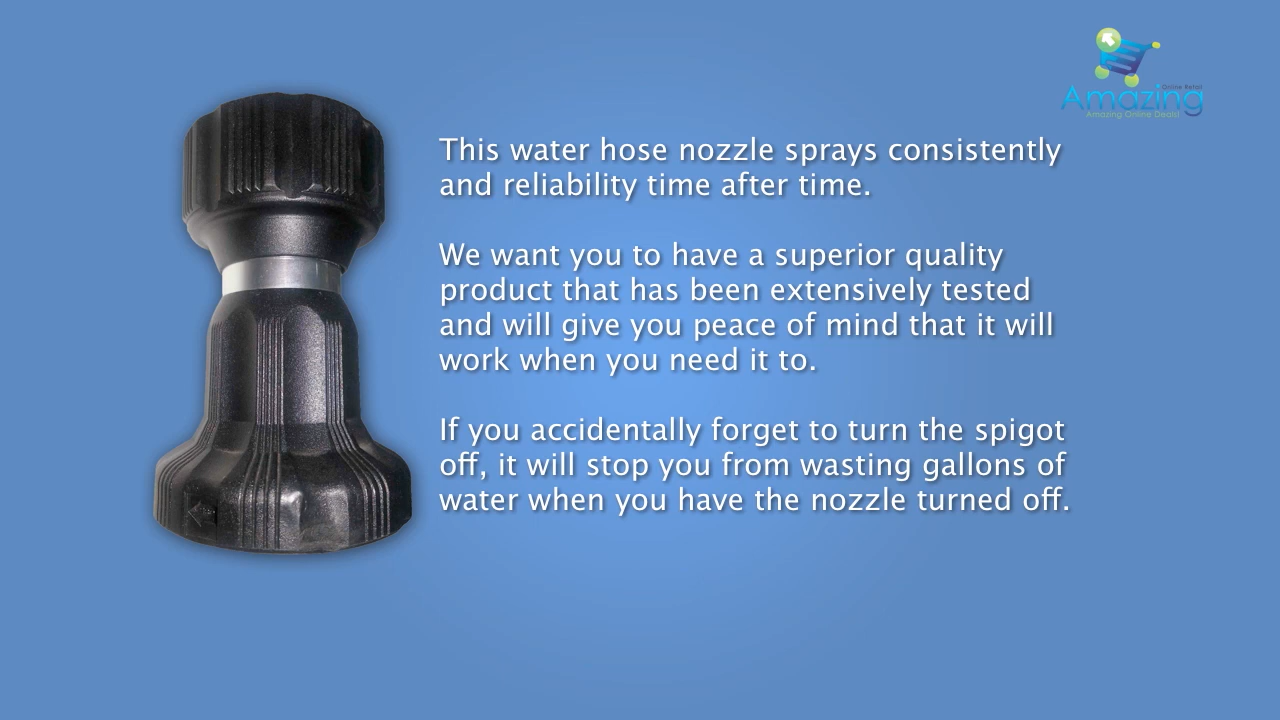 Online Retail
Amazing
Amazing Online Deals!
This water hose nozzle sprays consistently
and reliability time after time.
We want you to have a superior quality
product that has been extensively tested
and will give you peace of mind that it will
work when you need it to.
If you accidentally forget to turn the spigot
off, it will stop you from wasting gallons of
water when you have the nozzle turned off.